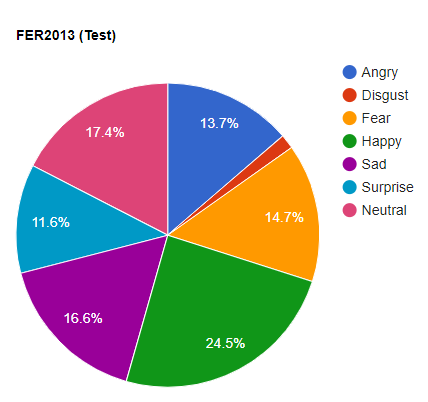 FER2013 (Test)
Angry
Disgust
Fear
Happy
Sad
Surprise
Neutral
13.7%
14.7%
24.5%
16.6%
11.6%
17.4%